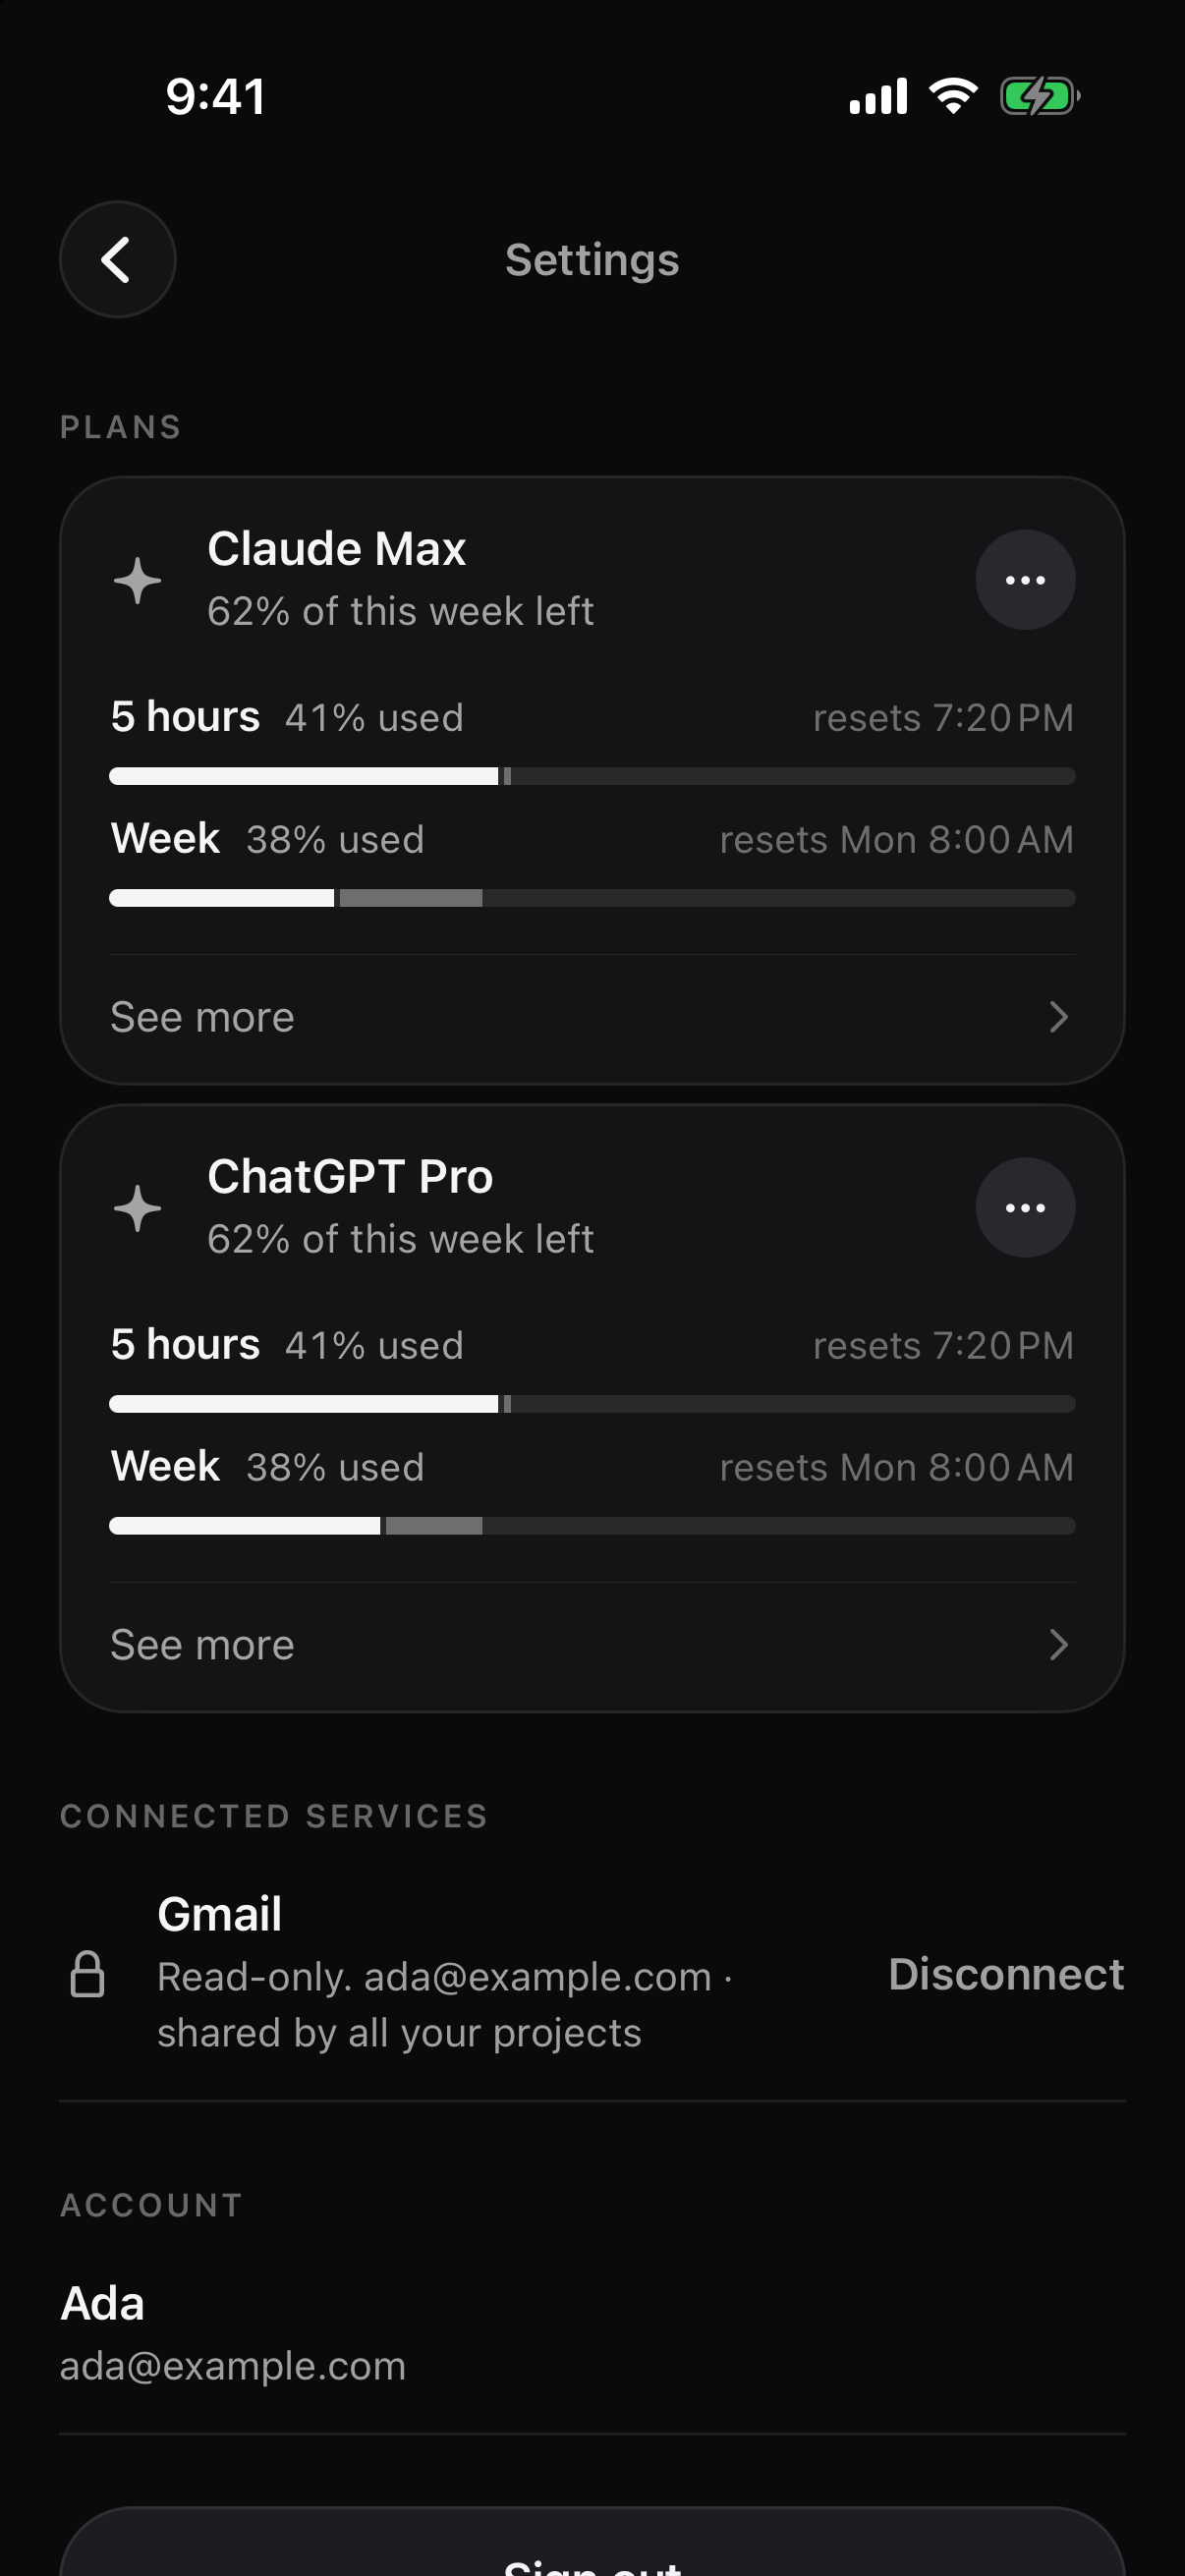 9:41
Settings
PLANS
Claude Max
62% of this week left
5 hours 41% used resets 7:20 PM
Week 38% used resets Mon 8:00 AM
See more
ChatGPT Pro
62% of this week left
5 hours 41% used resets 7:20 PM
Week 38% used resets Mon 8:00 AM
See more
CONNECTED SERVICES
Gmail
Read-only. ada@example.com ·
shared by all your projects
Disconnect
ACCOUNT
Ada
ada@example.com
Sign out